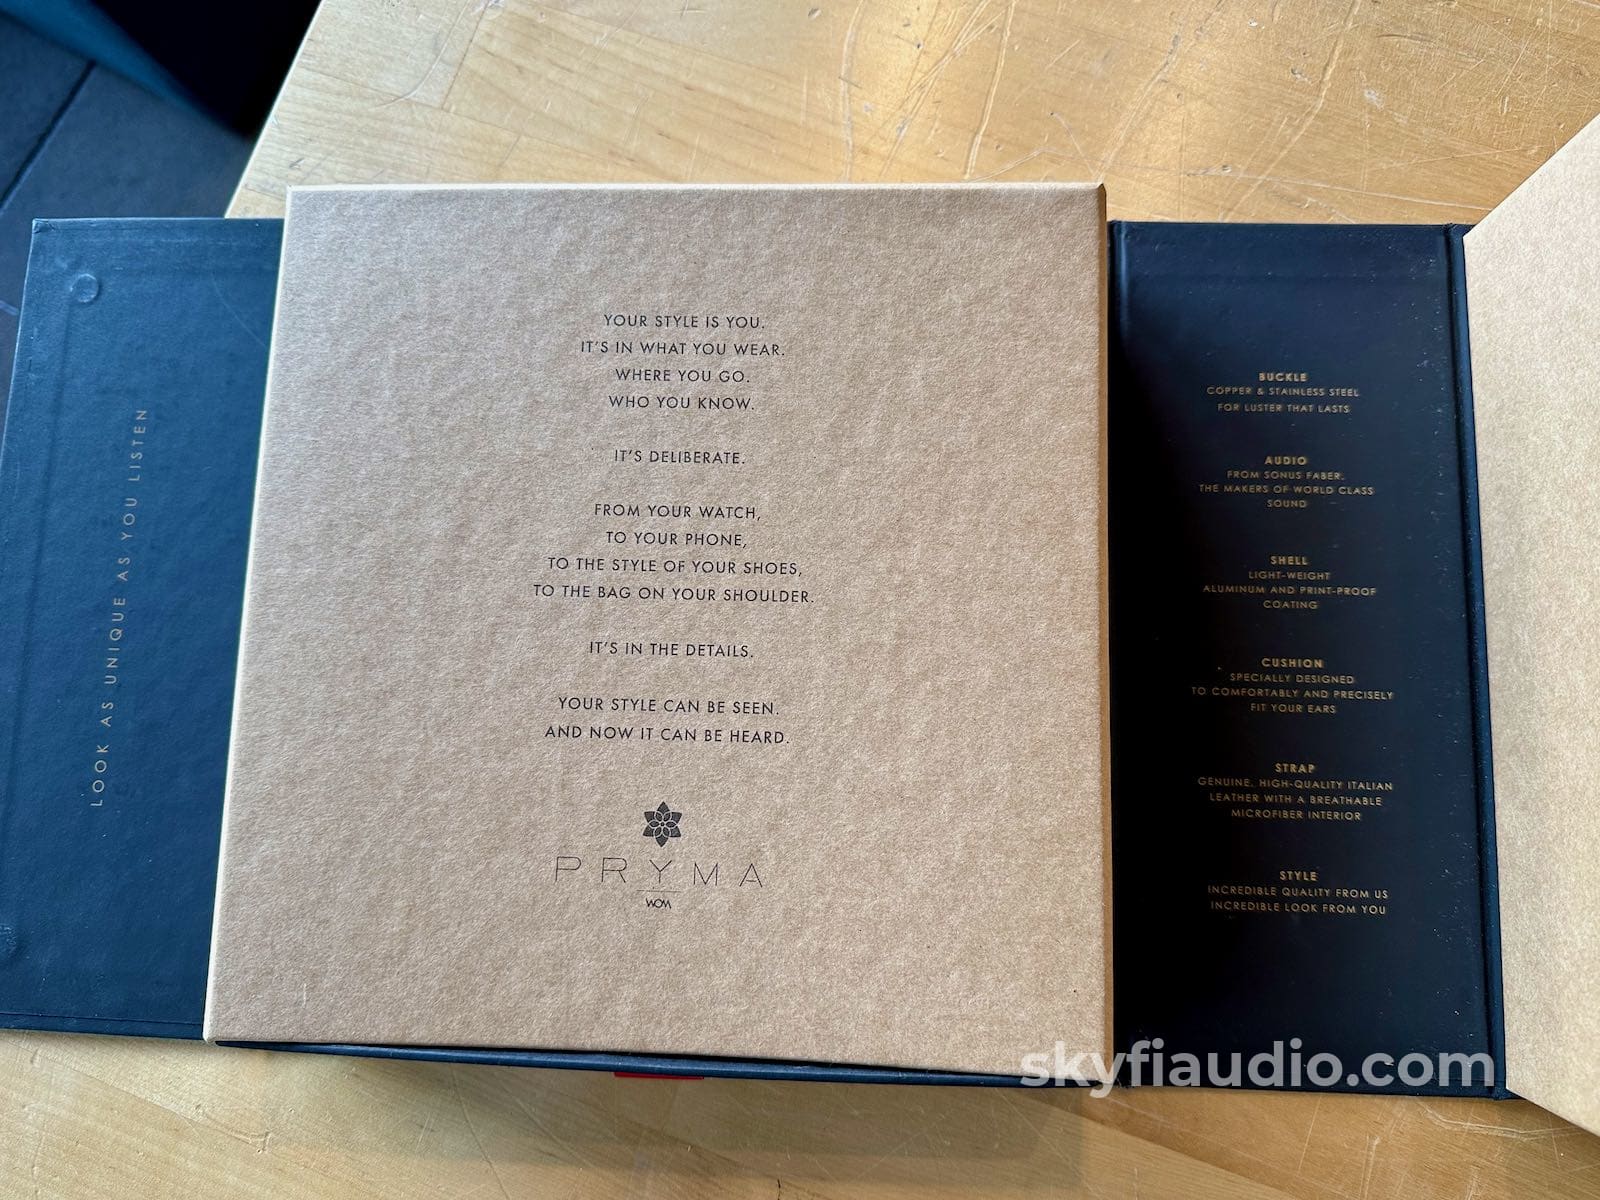 LOOK AS UNIQUE AS YOU LISTEN
YOUR STYLE IS YOU.
IT'S IN WHAT YOU WEAR.
WHERE YOU GO.
WHO YOU KNOW.
IT'S DELIBERATE.
FROM YOUR WATCH,
TO YOUR PHONE,
TO THE STYLE OF YOUR SHOES,
TO THE BAG ON YOUR SHOULDER.
IT'S IN THE DETAILS.
YOUR STYLE CAN BE SEEN.
AND NOW IT CAN BE HEARD.
PRYMA
WOM
BUCKLE
COPPER & STAINLESS STEEL
FOR LUSTER THAT LASTS
AUDIO
FROM SONUS FABER,
THE MAKERS OF WORLD CLASS
SOUND
SHELL
LIGHT-WEIGHT
ALUMINUM AND PRINT-PROOF
COATING
CUSHION
SPECIALLY DESIGNED
TO COMFORTABLY AND PRECISELY
FIT YOUR EARS
STRAP
GENUINE, HIGH-QUALITY ITALIAN
LEATHER WITH A BREATHABLE
MICROFIBER INTERIOR
STYLE
INCREDIBLE QUALITY FROM US
INCREDIBLE LOOK FROM YOU
skyfiaudio.com